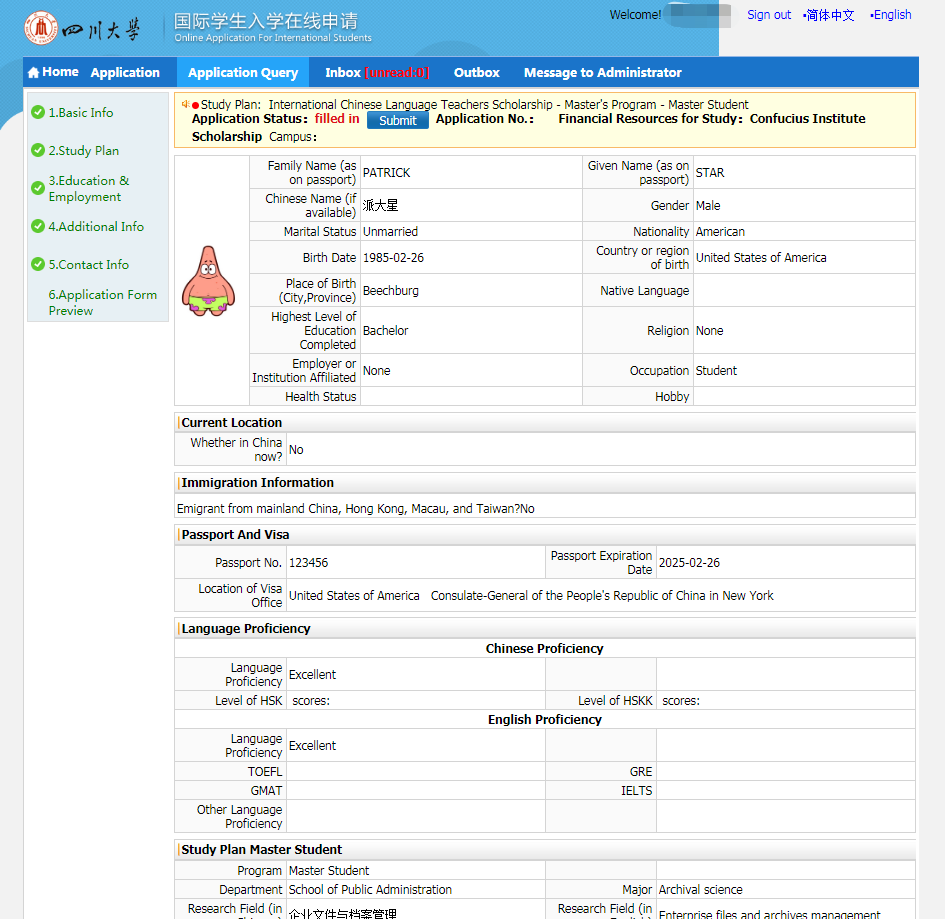 四川大学
国际学生入学在线申请
Online Application For International Students
Welcome!
Sign out •简体中文 •English
Home Application Application Query Inbox [unread:0] Outbox Message to Administrator
1.Basic Info
2.Study Plan
3.Education &
Employment
4.Additional Info
5.Contact Info
6.Application Form
Preview
Study Plan: International Chinese Language Teachers Scholarship - Master's Program - Master Student
Application Status: filled in Submit Application No.: Financial Resources for Study: Confucius Institute
Scholarship Campus:
Family Name (as
on passport) PATRICK
Given Name (as on
passport) STAR
Chinese Name (if
available) 派大星
Gender Male
Marital Status Unmarried
Nationality American
Birth Date 1985-02-26
Country or region
of birth United States of America
Place of Birth
(City,Province) Beechburg
Native Language
Highest Level of
Education
Completed Bachelor
Religion None
Employer or
Institution Affiliated None
Occupation Student
Health Status
Hobby
Current Location
Whether in China
now? No
Immigration Information
Emigrant from mainland China, Hong Kong, Macau, and Taiwan?No
Passport And Visa
Passport No. 123456
Passport Expiration
Date 2025-02-26
Location of Visa
Office United States of America Consulate-General of the People's Republic of China in New York
Language Proficiency
Chinese Proficiency
Language
Proficiency Excellent
Level of HSK scores:
Level of HSKK scores:
English Proficiency
Language
Proficiency Excellent
TOEFL
GRE
GMAT
IELTS
Other Language
Proficiency
Study Plan Master Student
Program Master Student
Department School of Public Administration
Major Archival science
Research Field (in
企业文件与档案管理
Research Field (in
Enterprise files and archives management